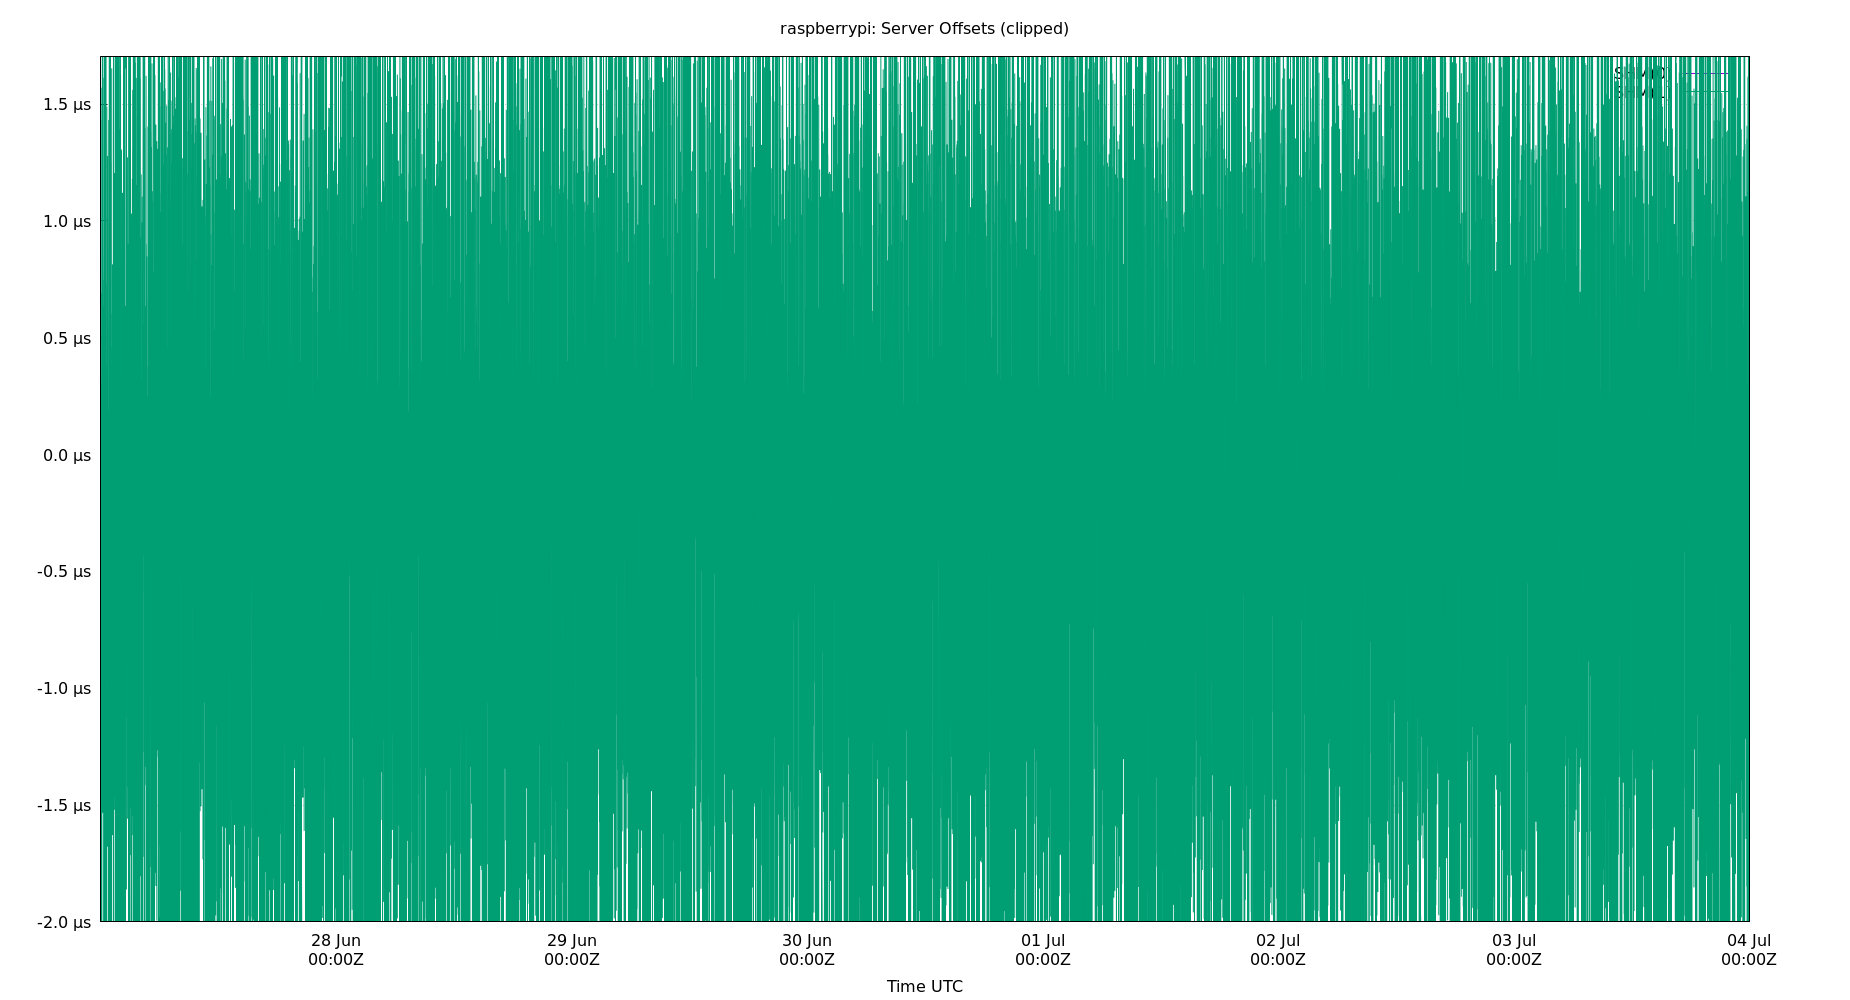 raspberrypi: Server Offsets (clipped)
1.5 µs
1.0 µs
0.5 µs
0.0 µs
-0.5 µs
-1.0 µs
-1.5 µs
-2.0 µs
28 Jun 29 Jun 30 Jun 01 Jul 02 Jul 03 Jul 04 Jul
00:00Z 00:00Z 00:00Z 00:00Z 00:00Z 00:00Z 00:00Z
Time UTC